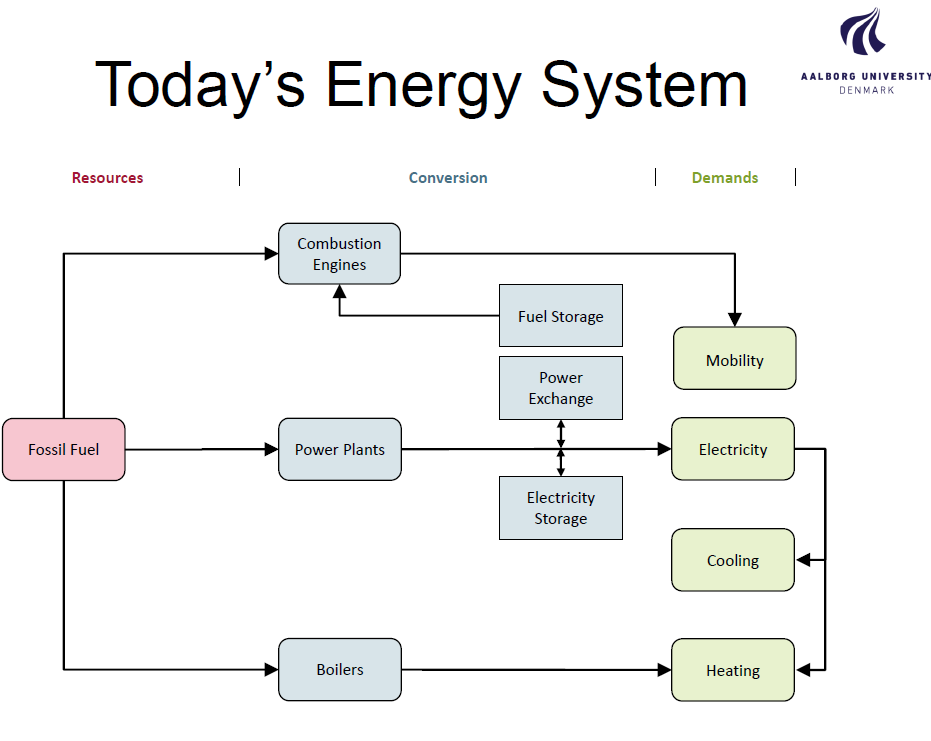 AALBORG UNIVERSITY
DENMARK
Today's Energy System
Resources
Conversion
Demands
Combustion
Engines
Fuel Storage
Mobility
Power
Exchange
Fossil Fuel
Power Plants
Electricity
Electricity
Storage
Cooling
Boilers
Heating